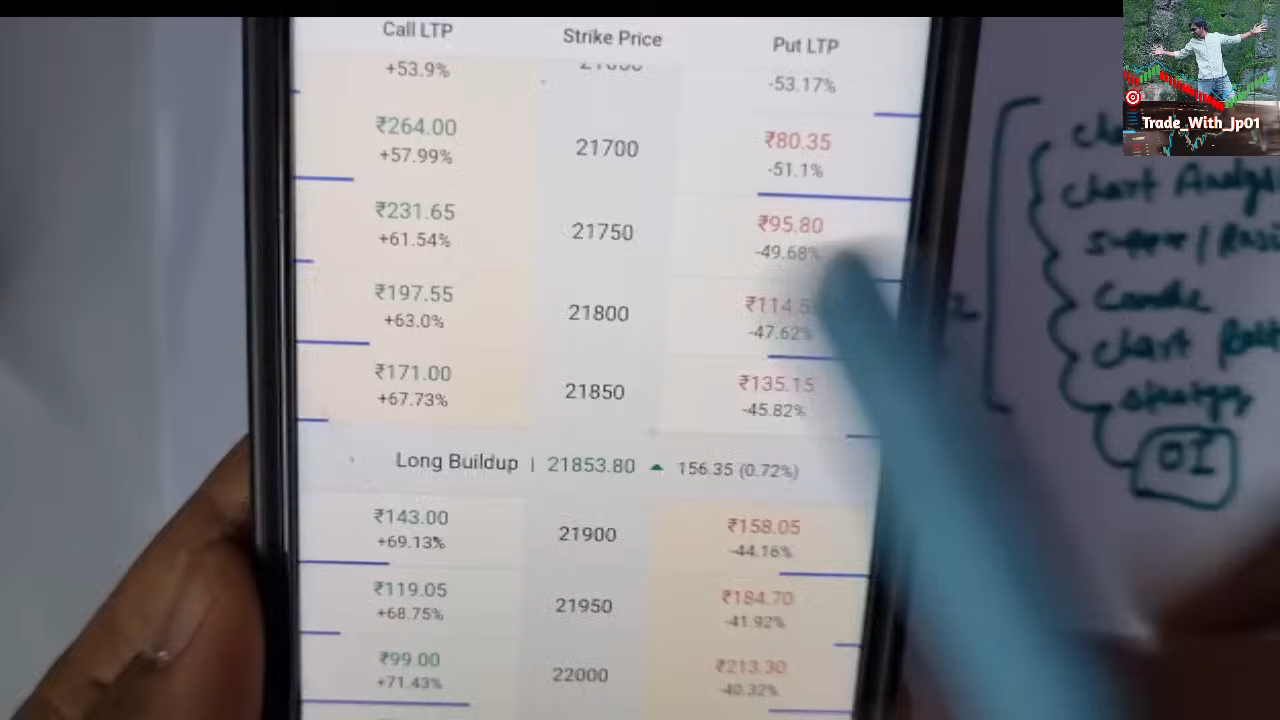 Call LTP Strike Price Put LTP
+53.9% -53.17%
₹264.00 21700 ₹80.35
+57.99% -51.1%
₹231.65 21750 ₹95.80
+61.54% -49.68%
₹197.55 21800
+63.0% -47.62%
₹171.00 21850 ₹135.15
+67.73% -45.82%
Long Buildup | 21853.80 ▲ 156.35 (0.72%)
₹143.00 21900 ₹158.05
+69.13% -44.16%
₹119.05 21950 ₹184.70
+68.75% -41.92%
₹99.00 22000 ₹213.30
+71.43% -40.32%
Trade_With_Jp01
chart
Candle
chart
OI